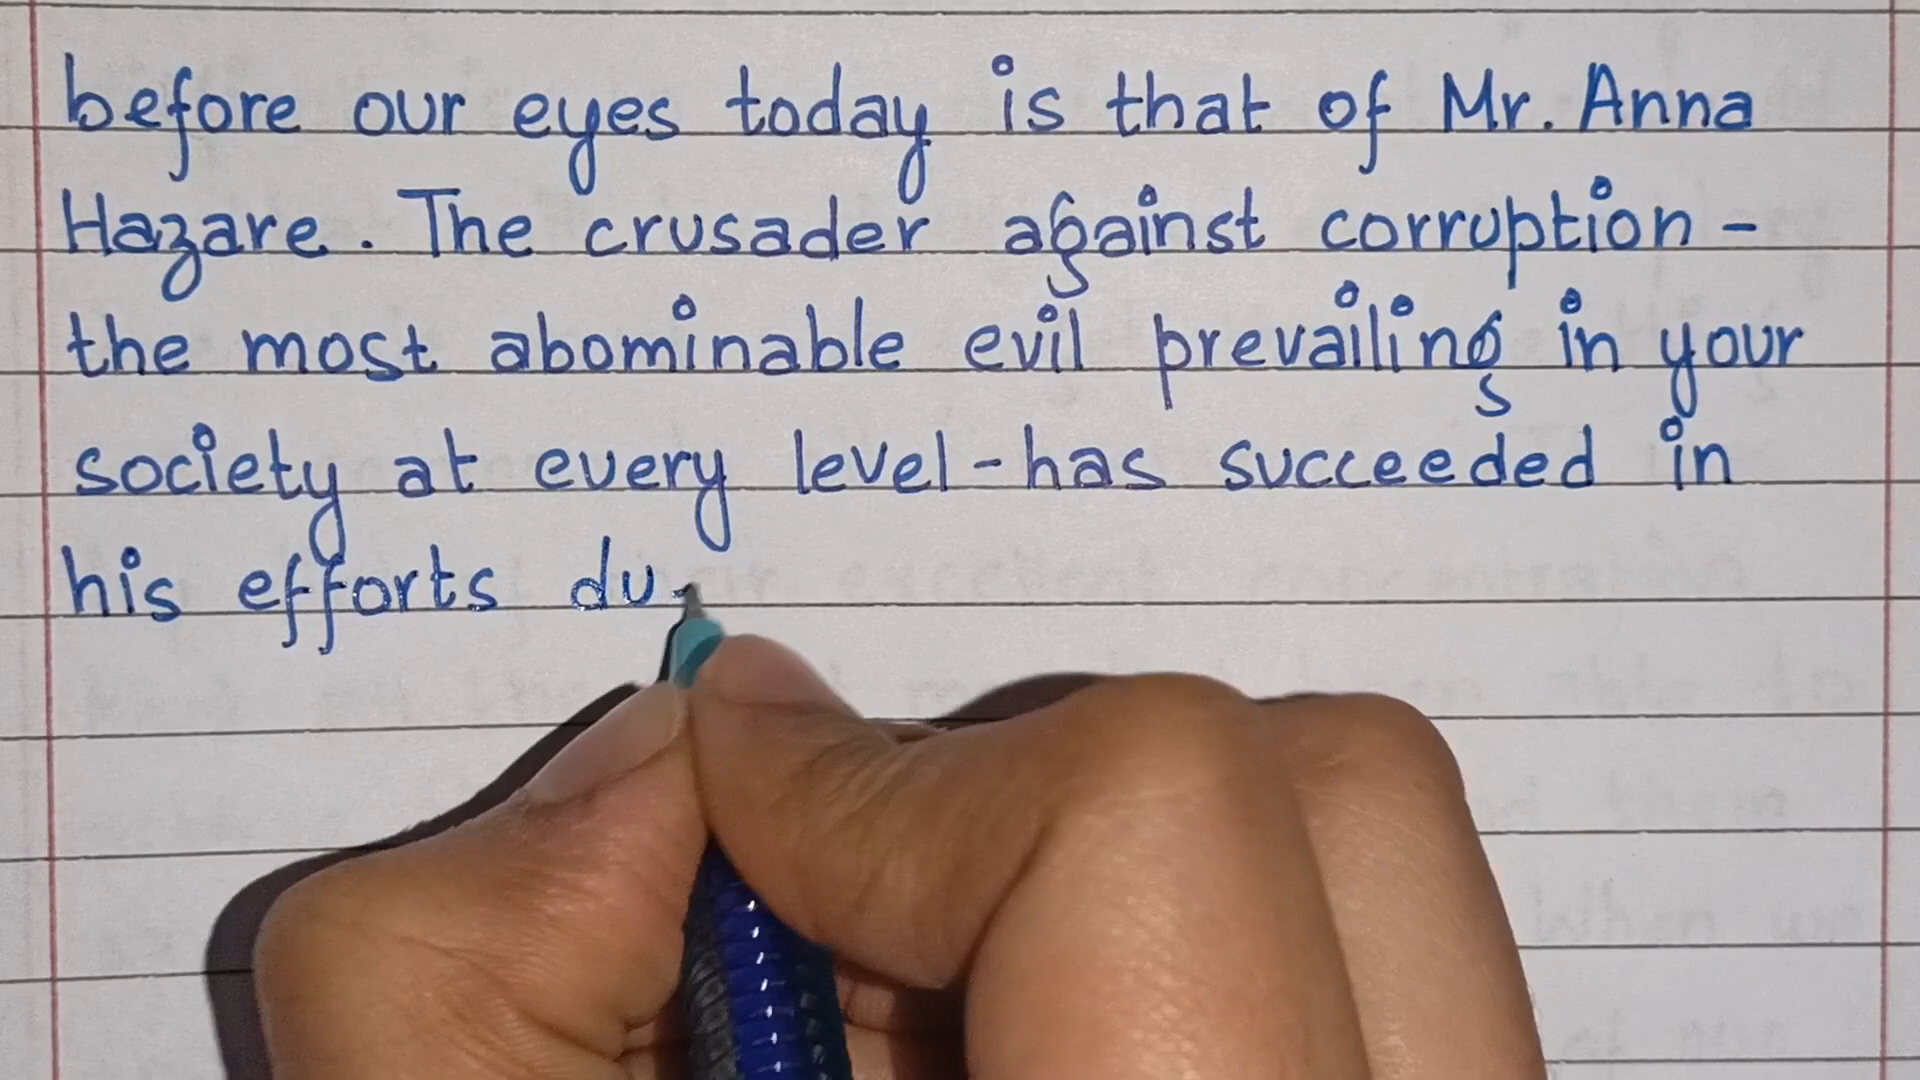 before our eyes today is that of Mr. Anna
Hazare. The crusader against corruption -
the most abominable evil prevailing in your
society at every level - has succeeded in
his efforts du